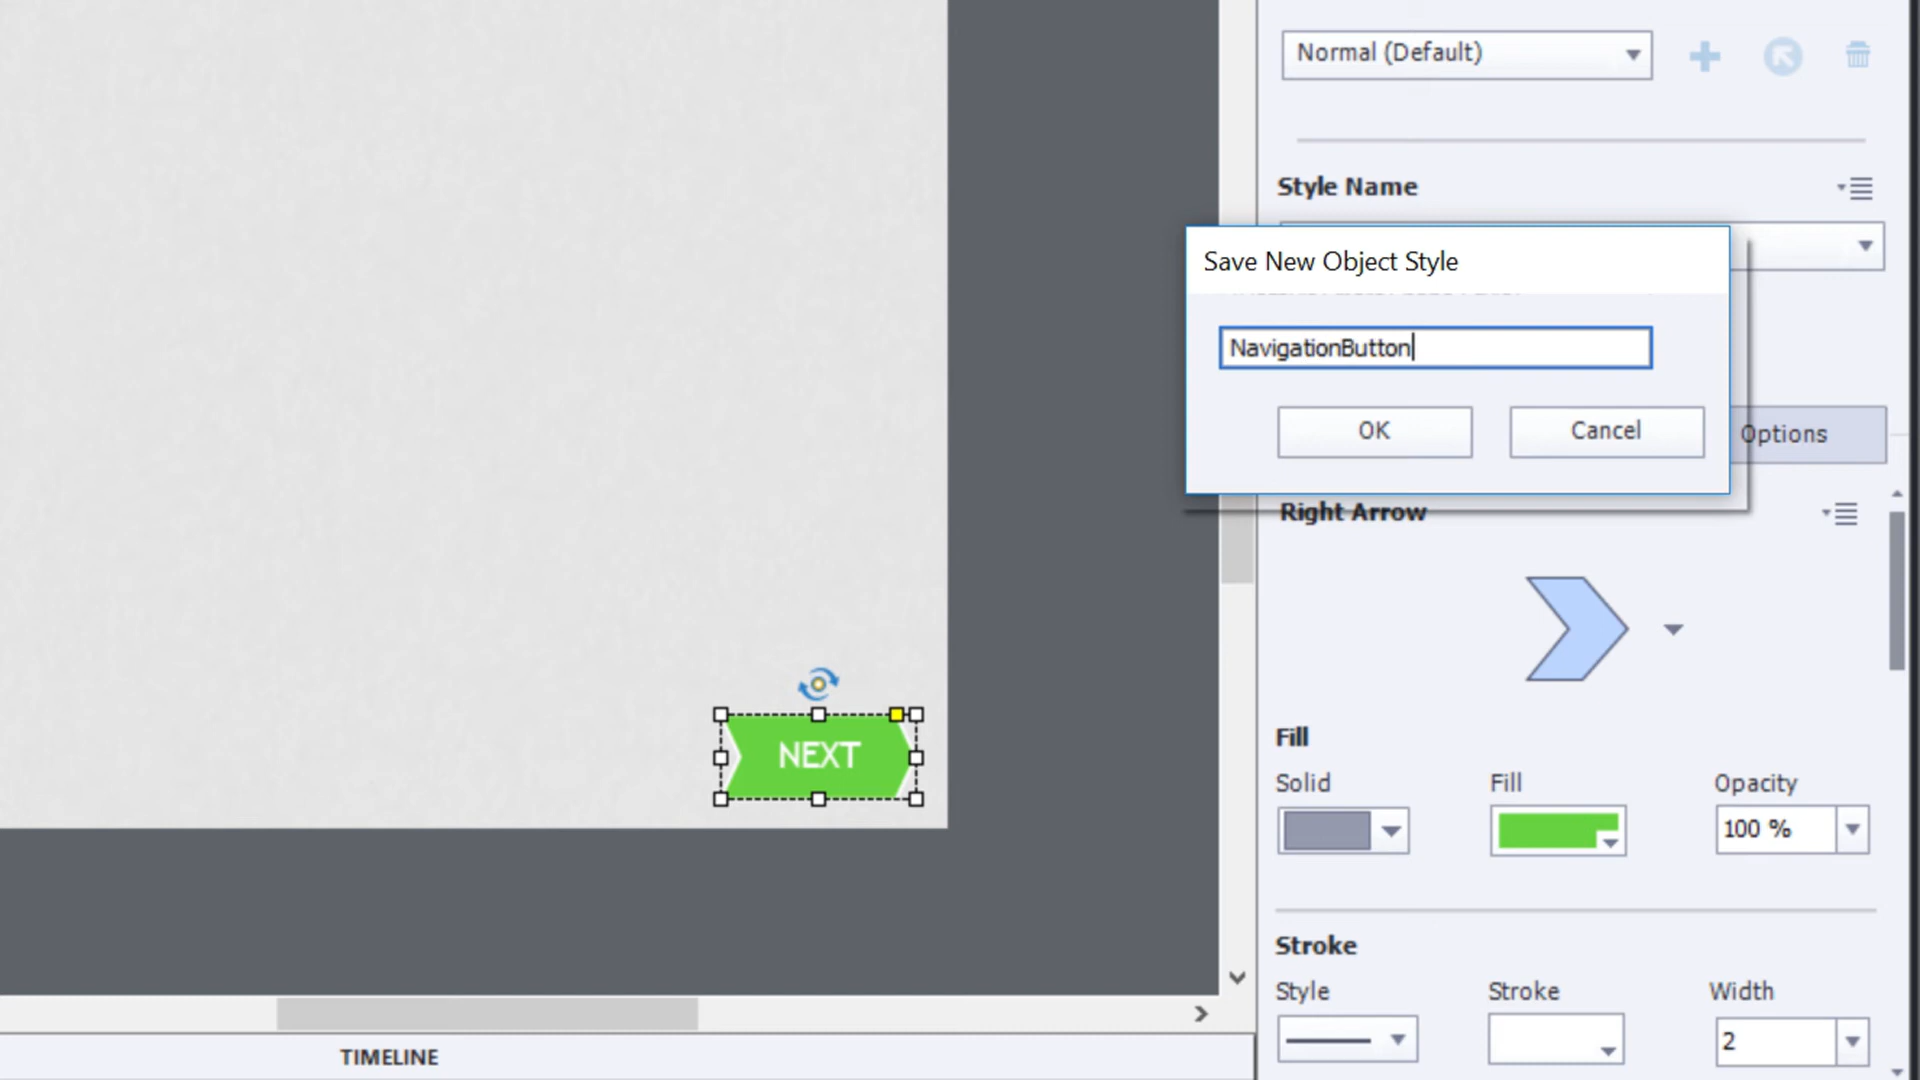 Normal (Default)
Style Name
Save New Object Style
NavigationButton
OK
Cancel
Options
Right Arrow
NEXT
Fill
Solid
Fill
Opacity
100 %
Stroke
Style
Stroke
Width
2
TIMELINE